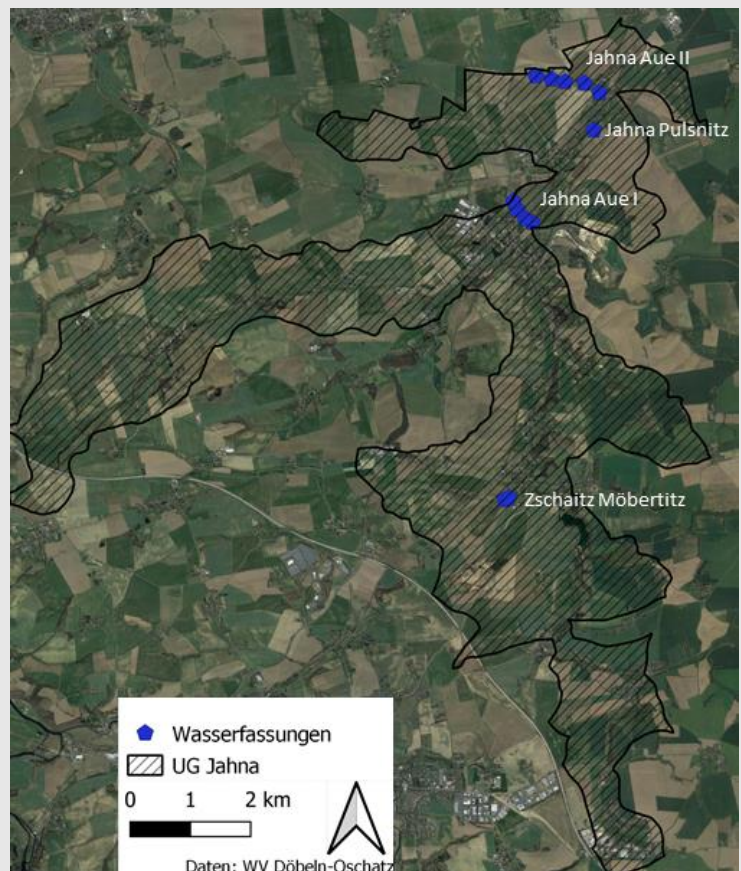 Jahna Aue II
Jahna Pulsnitz
Jahna Aue I
Zschaitz Möbertitz
Wasserfassungen
UG Jahna
0 1 2 km
Daten: WV Döbeln-Oschatz